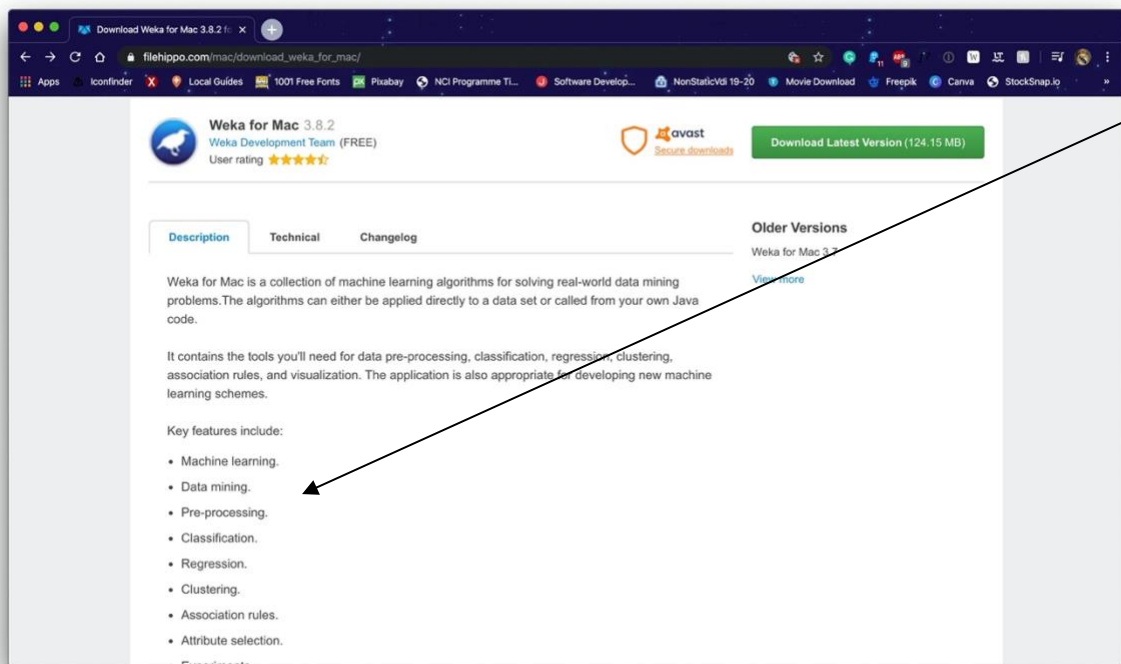 Download Weka for Mac 3.8.2 fo
filehippo.com/mac/download_weka_for_mac/
Apps Iconfinder Local Guides 1001 Free Fonts Pixabay NCI Programme Ti... Software Develop... NonStaticVdi 19-20 Movie Download Freepik Canva StockSnap.io »
Weka for Mac 3.8.2
Weka Development Team (FREE)
User rating
avast
Secure downloads
Download Latest Version (124.15 MB)
Description Technical Changelog
Older Versions
Weka for Mac 3.7
View more
Weka for Mac is a collection of machine learning algorithms for solving real-world data mining
problems.The algorithms can either be applied directly to a data set or called from your own Java
code.
It contains the tools you'll need for data pre-processing, classification, regression, clustering,
association rules, and visualization. The application is also appropriate for developing new machine
learning schemes.
Key features include:
• Machine learning.
• Data mining.
• Pre-processing.
• Classification.
• Regression.
• Clustering.
• Association rules.
• Attribute selection.